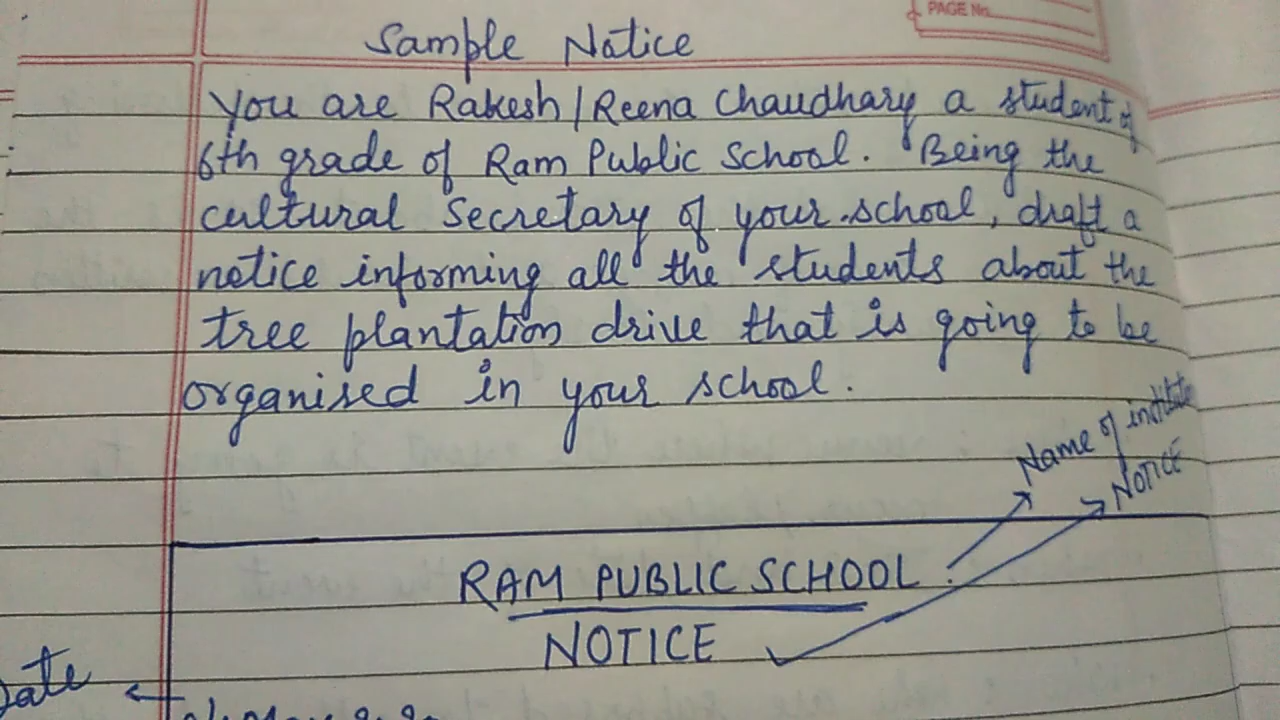 PAGE No.
Sample Notice
You are Rakesh/Reena Chaudhary a student of
6th grade of Ram Public School. Being the
cultural Secretary of your school, draft a
notice informing all the students about the
tree plantation drive that is going to be
organised in your school.
Name of institute
NOTICE
RAM PUBLIC SCHOOL
NOTICE
Date